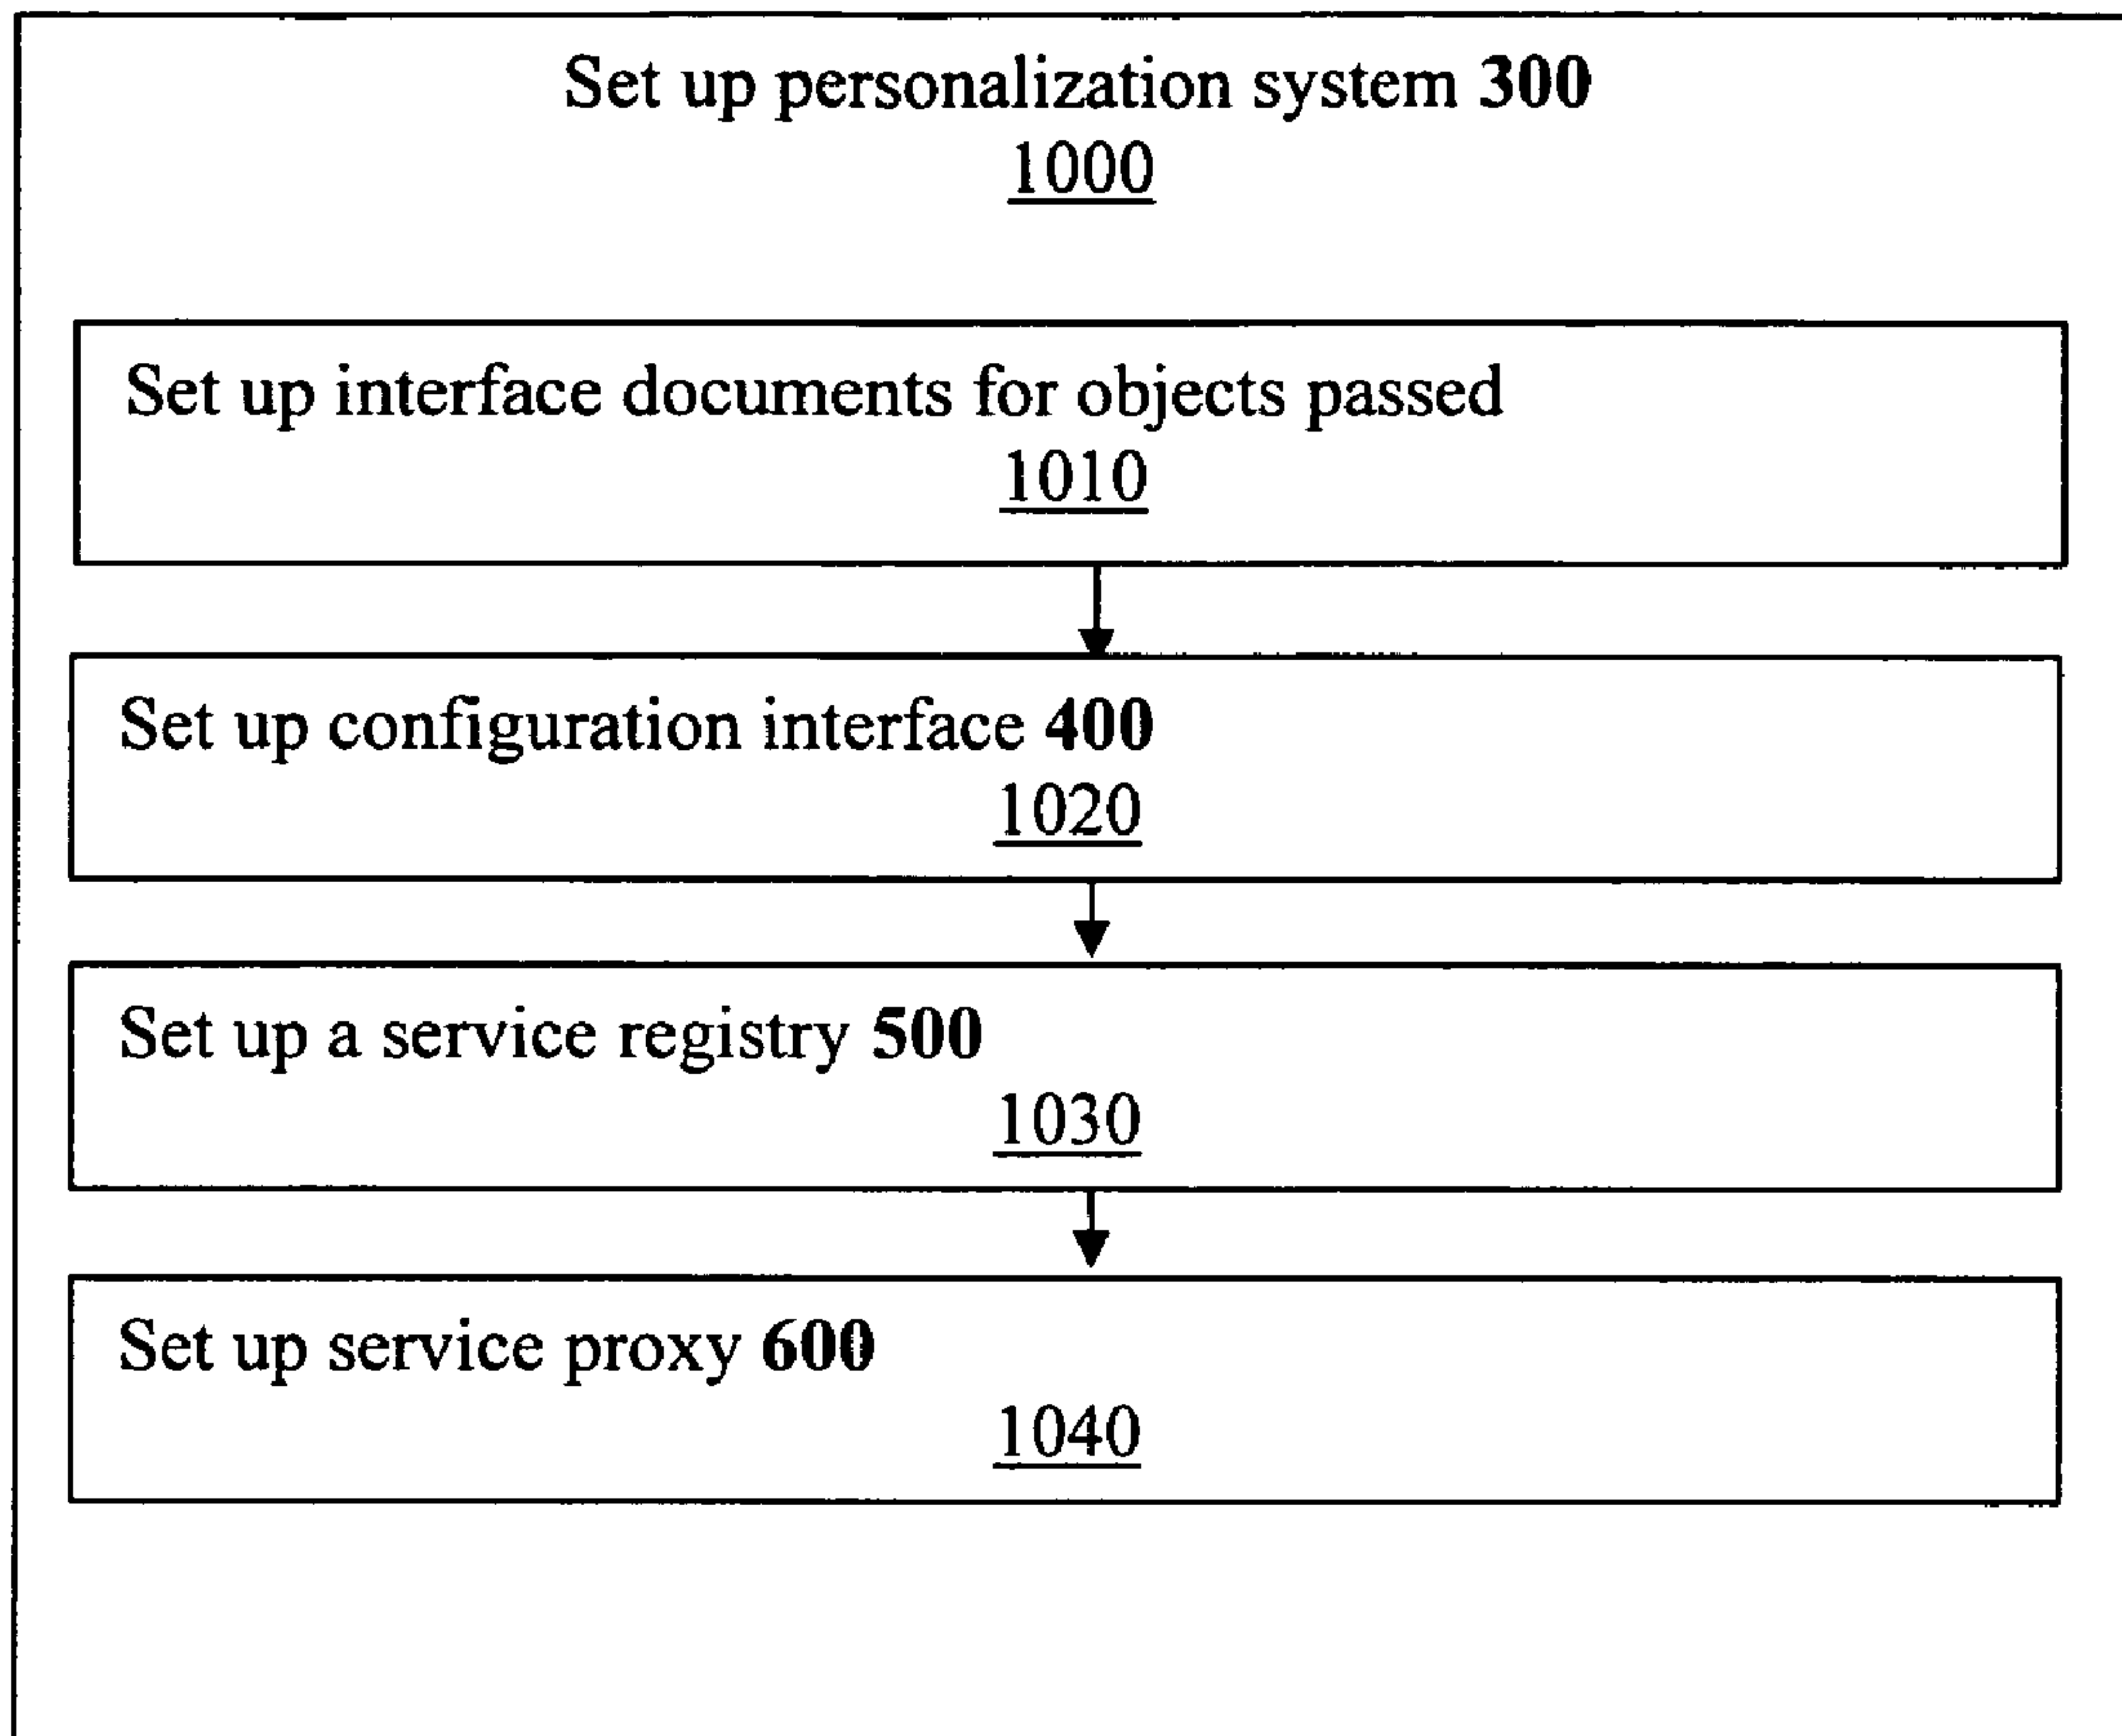 Set up personalization system 300
1000
Set up interface documents for objects passed
1010
Set up configuration interface 400
1020
Set up a service registry 500
1030
Set up service proxy 600
1040